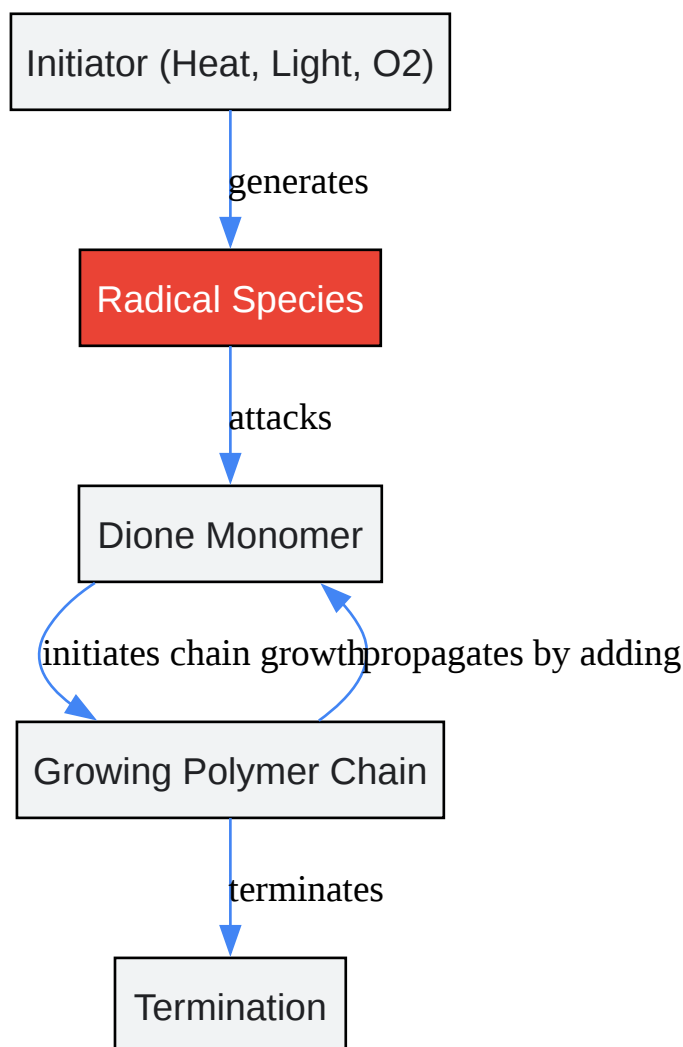 Initiator (Heat, Light, O2)
generates
Radical Species
attacks
Dione Monomer
initiates chain growth
propagates by adding
Growing Polymer Chain
terminates
Termination